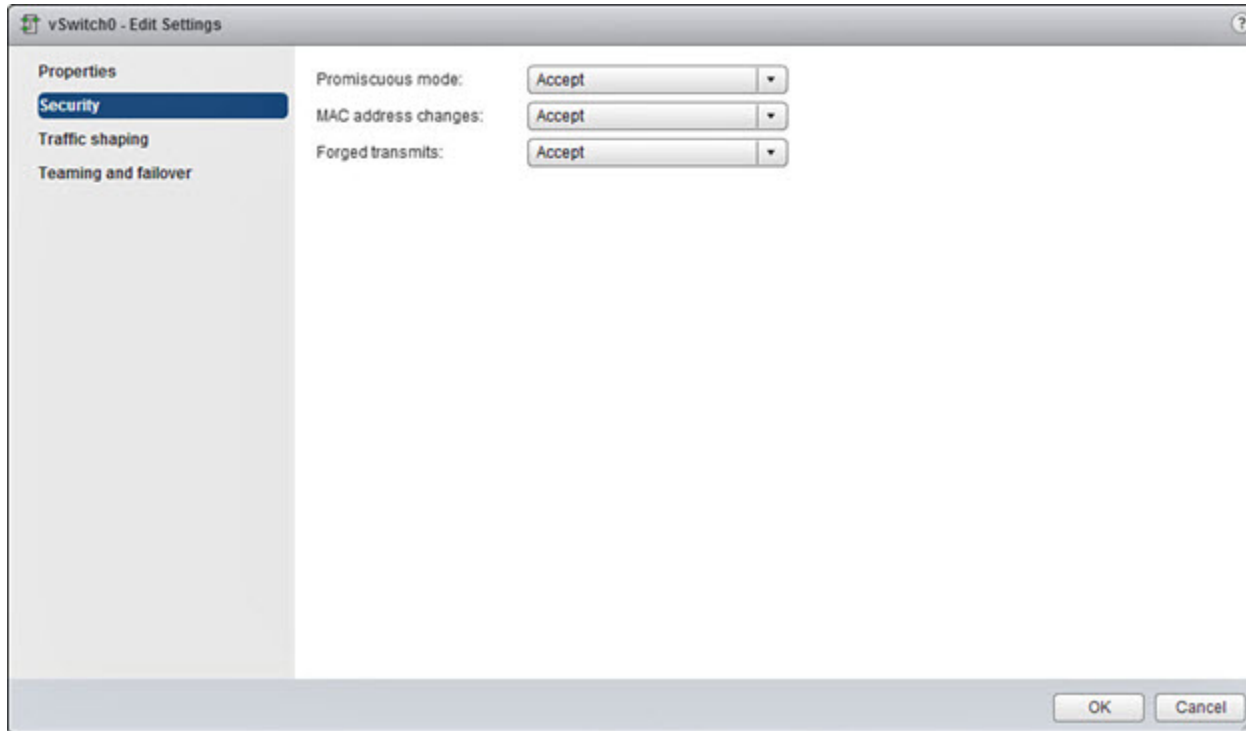 vSwitch0 - Edit Settings
?
Properties
Security
Traffic shaping
Teaming and failover
Promiscuous mode: Accept
MAC address changes: Accept
Forged transmits: Accept
OK Cancel